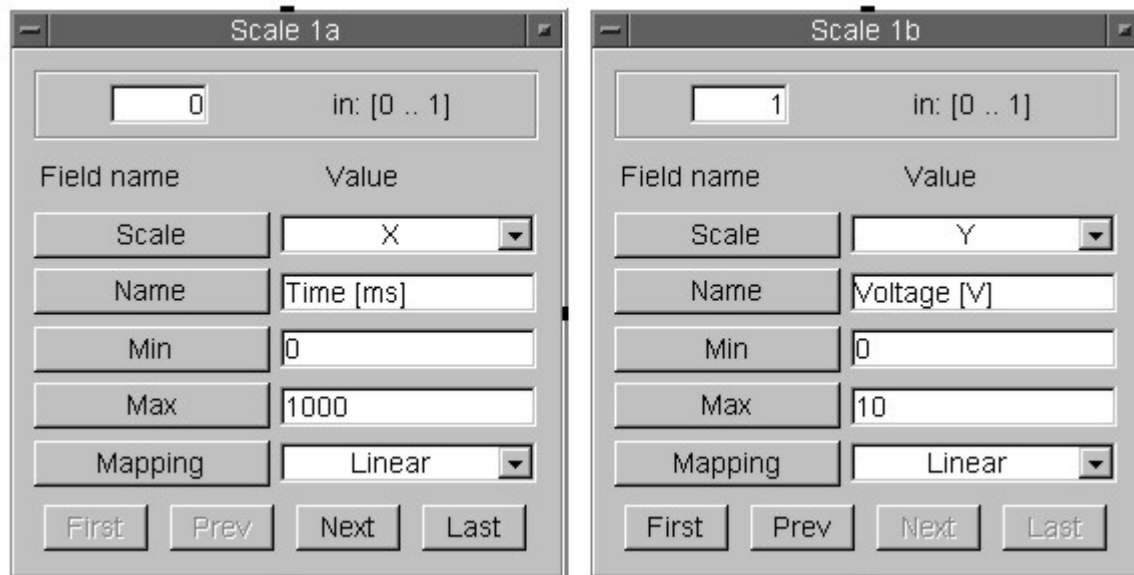 Scale 1a
0 in: [0 .. 1]
Field name Value
Scale X
Name Time [ms]
Min 0
Max 1000
Mapping Linear
First Prev Next Last
Scale 1b
1 in: [0 .. 1]
Field name Value
Scale Y
Name Voltage [V]
Min 0
Max 10
Mapping Linear
First Prev Next Last